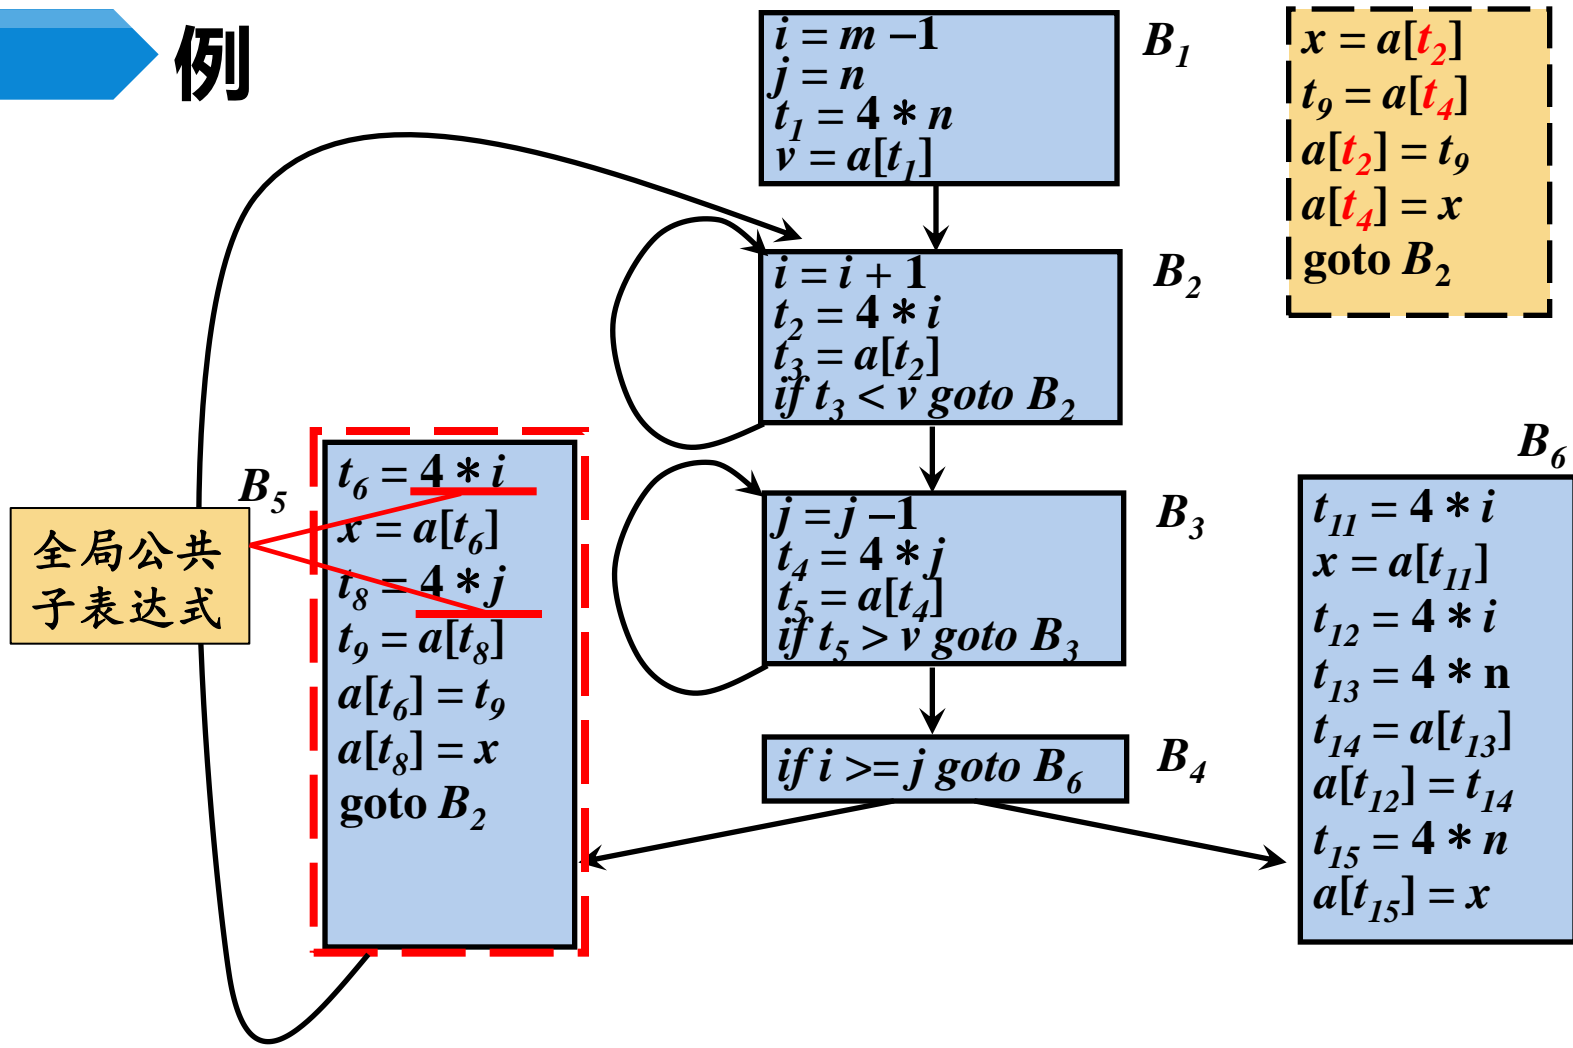 例
i = m – 1
j = n
t₁ = 4 * n
v = a[t₁]
B₁
x = a[t₂]
t₉ = a[t₄]
a[t₂] = t₉
a[t₄] = x
goto B₂
i = i + 1
t₂ = 4 * i
t₃ = a[t₂]
if t₃ < v goto B₂
B₂
全局公共
子表达式
B₅
t₆ = 4 * i
x = a[t₆]
t₈ = 4 * j
t₉ = a[t₈]
a[t₆] = t₉
a[t₈] = x
goto B₂
j = j – 1
t₄ = 4 * j
t₅ = a[t₄]
if t₅ > v goto B₃
B₃
if i >= j goto B₆
B₄
B₆
t₁₁ = 4 * i
x = a[t₁₁]
t₁₂ = 4 * i
t₁₃ = 4 * n
t₁₄ = a[t₁₃]
a[t₁₂] = t₁₄
t₁₅ = 4 * n
a[t₁₅] = x